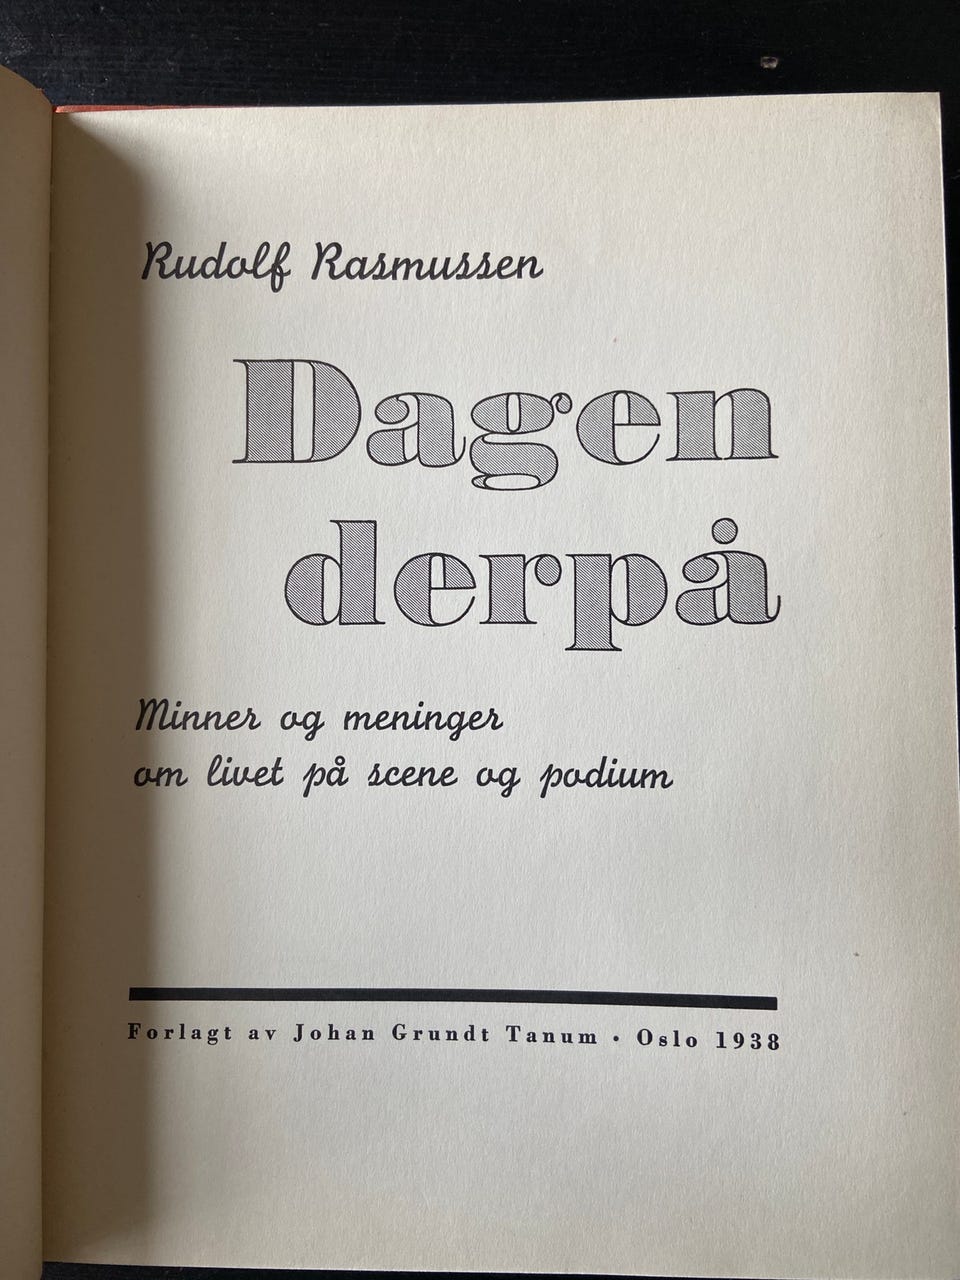 Rudolf Rasmussen
Dagen
derpå
Minner og meninger
om livet på scene og podium
Forlagt av Johan Grundt Tanum • Oslo 1938